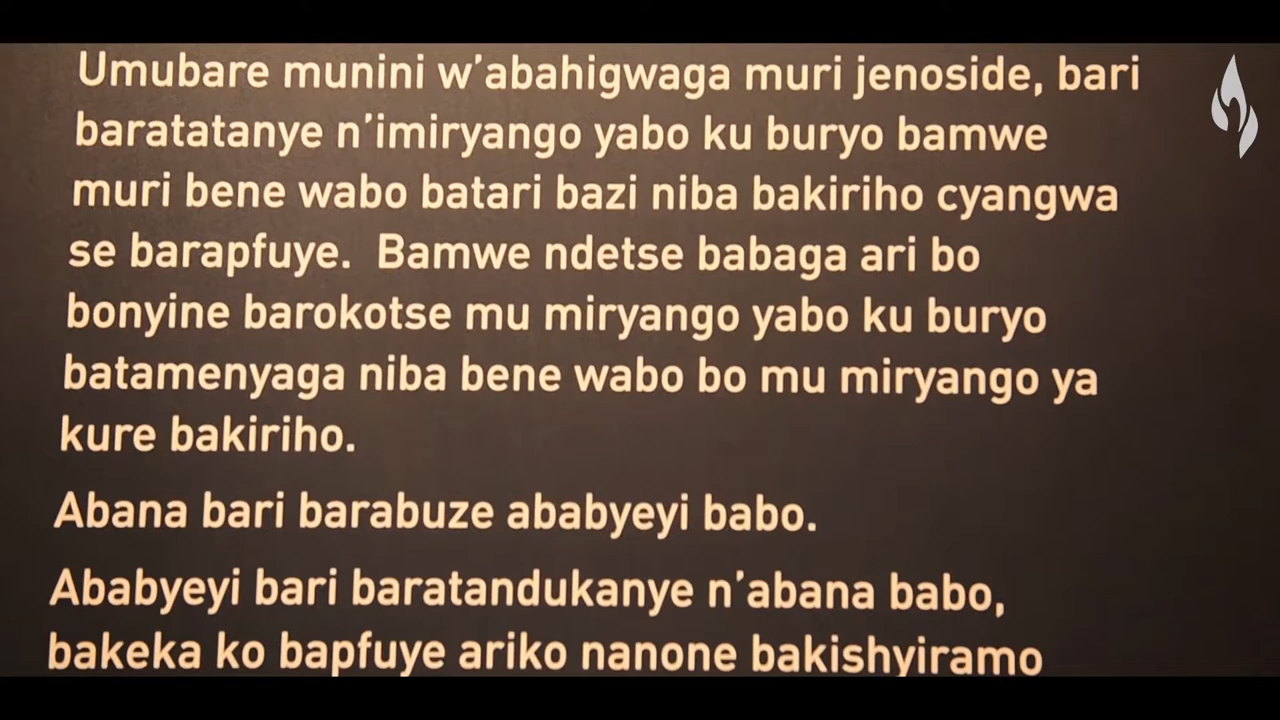 Umubare munini w'abahigwaga muri jenoside, bari
baratatanye n'imiryango yabo ku buryo bamwe
muri bene wabo batari bazi niba bakiriho cyangwa
se barapfuye. Bamwe ndetse babaga ari bo
bonyine barokotse mu miryango yabo ku buryo
batamenyaga niba bene wabo bo mu miryango ya
kure bakiriho.
Abana bari barabuze ababyeyi babo.
Ababyeyi bari baratandukanye n'abana babo,
bakeka ko bapfuye ariko nanone bakishyiramo